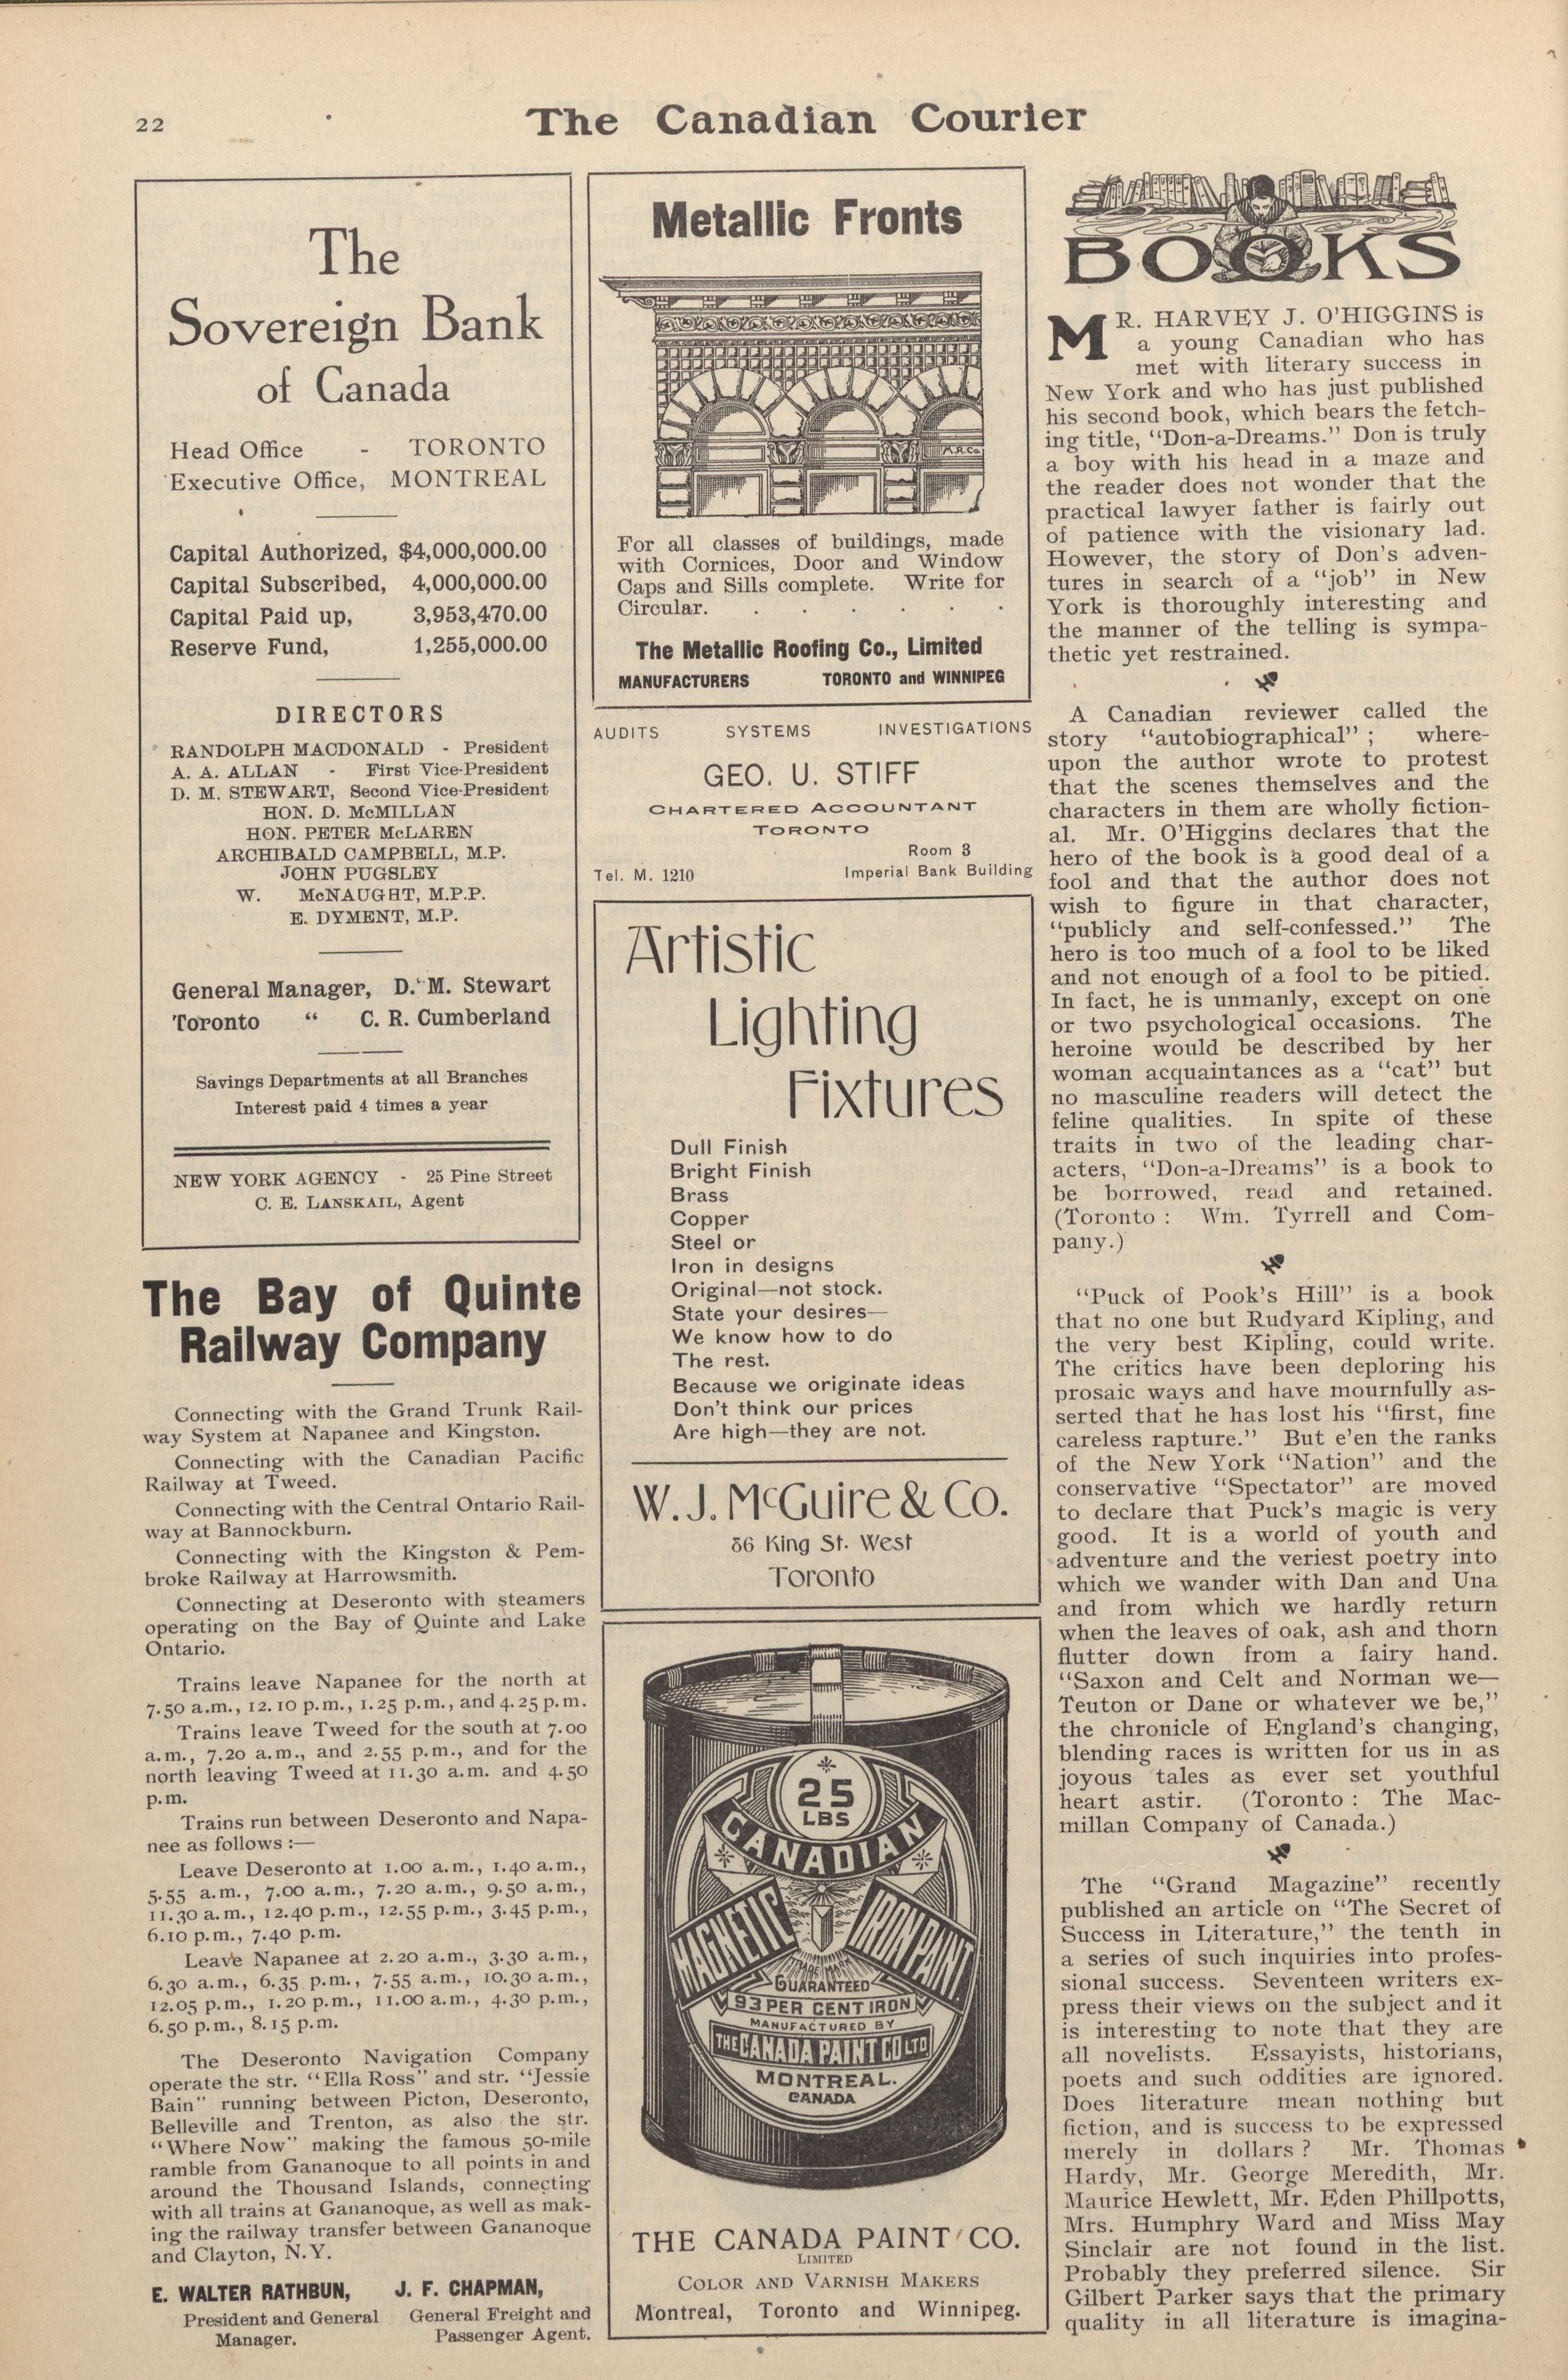 22
The Canadian Courier
The
Sovereign Bank
of Canada
Head Office - TORONTO
Executive Office, MONTREAL
Capital Authorized, $4,000,000.00
Capital Subscribed, 4,000,000.00
Capital Paid up, 3,953,470.00
Reserve Fund, 1,255,000.00
DIRECTORS
RANDOLPH MACDONALD - President
A. A. ALLAN - First Vice-President
D. M. STEWART, Second Vice-President
HON. D. McMILLAN
HON. PETER McLAREN
ARCHIBALD CAMPBELL, M.P.
JOHN PUGSLEY
W. McNAUGHT, M.P.P.
E. DYMENT, M.P.
General Manager, D. M. Stewart
Toronto " C. R. Cumberland
Savings Departments at all Branches
Interest paid 4 times a year
NEW YORK AGENCY - 25 Pine Street
C. E. LANSKAIL, Agent
The Bay of Quinte
Railway Company
Connecting with the Grand Trunk Rail-
way System at Napanee and Kingston.
Connecting with the Canadian Pacific
Railway at Tweed.
Connecting with the Central Ontario Rail-
way at Bannockburn.
Connecting with the Kingston & Pem-
broke Railway at Harrowsmith.
Connecting at Deseronto with steamers
operating on the Bay of Quinte and Lake
Ontario.
Trains leave Napanee for the north at
7.50 a.m., 12.10 p.m., 1.25 p.m., and 4.25 p.m.
Trains leave Tweed for the south at 7.00
a.m., 7.20 a.m., and 2.55 p.m., and for the
north leaving Tweed at 11.30 a.m. and 4.50
p.m.
Trains run between Deseronto and Napa-
nee as follows :—
Leave Deseronto at 1.00 a.m., 1.40 a.m.,
5.55 a.m., 7.00 a.m., 7.20 a.m., 9.50 a.m.,
11.30 a.m., 12.40 p.m., 12.55 p.m., 3.45 p.m.,
6.10 p.m., 7.40 p.m.
Leave Napanee at 2.20 a.m., 3.30 a.m.,
6.30 a.m., 6.35 p.m., 7.55 a.m., 10.30 a.m.,
12.05 p.m., 1.20 p.m., 11.00 a.m., 4.30 p.m.,
6.50 p.m., 8.15 p.m.
The Deseronto Navigation Company
operate the str. "Ella Ross" and str. "Jessie
Bain" running between Picton, Deseronto,
Belleville and Trenton, as also the str.
"Where Now" making the famous 50-mile
ramble from Gananoque to all points in and
around the Thousand Islands, connecting
with all trains at Gananoque, as well as mak-
ing the railway transfer between Gananoque
and Clayton, N.Y.
E. WALTER RATHBUN, J. F. CHAPMAN,
President and General General Freight and
Manager. Passenger Agent.
Metallic Fronts
M.R.Co.
For all classes of buildings, made
with Cornices, Door and Window
Caps and Sills complete. Write for
Circular. . . . . . .
The Metallic Roofing Co., Limited
MANUFACTURERS TORONTO and WINNIPEG
AUDITS SYSTEMS INVESTIGATIONS
GEO. U. STIFF
CHARTERED ACCOUNTANT
TORONTO
Room 3
Tel. M. 1210 Imperial Bank Building
Artistic
Lighting
Fixtures
Dull Finish
Bright Finish
Brass
Copper
Steel or
Iron in designs
Original—not stock.
State your desires—
We know how to do
The rest.
Because we originate ideas
Don't think our prices
Are high—they are not.
W. J. McGuire & Co.
86 King St. West
Toronto
25
LBS
CANADIAN
MAGNETIC IRON PAINT
TRADE MARK
GUARANTEED
93 PER CENT IRON
MANUFACTURED BY
THE CANADA PAINT CO LTD
MONTREAL.
CANADA
THE CANADA PAINT CO.
LIMITED
COLOR AND VARNISH MAKERS
Montreal, Toronto and Winnipeg.
BOOKS
MR. HARVEY J. O'HIGGINS is
a young Canadian who has
met with literary success in
New York and who has just published
his second book, which bears the fetch-
ing title, "Don-a-Dreams." Don is truly
a boy with his head in a maze and
the reader does not wonder that the
practical lawyer father is fairly out
of patience with the visionary lad.
However, the story of Don's adven-
tures in search of a "job" in New
York is thoroughly interesting and
the manner of the telling is sympa-
thetic yet restrained.
A Canadian reviewer called the
story "autobiographical" ; where-
upon the author wrote to protest
that the scenes themselves and the
characters in them are wholly fiction-
al. Mr. O'Higgins declares that the
hero of the book is a good deal of a
fool and that the author does not
wish to figure in that character,
"publicly and self-confessed." The
hero is too much of a fool to be liked
and not enough of a fool to be pitied.
In fact, he is unmanly, except on one
or two psychological occasions. The
heroine would be described by her
woman acquaintances as a "cat" but
no masculine readers will detect the
feline qualities. In spite of these
traits in two of the leading char-
acters, "Don-a-Dreams" is a book to
be borrowed, read and retained.
(Toronto : Wm. Tyrrell and Com-
pany.)
"Puck of Pook's Hill" is a book
that no one but Rudyard Kipling, and
the very best Kipling, could write.
The critics have been deploring his
prosaic ways and have mournfully as-
serted that he has lost his "first, fine
careless rapture." But e'en the ranks
of the New York "Nation" and the
conservative "Spectator" are moved
to declare that Puck's magic is very
good. It is a world of youth and
adventure and the veriest poetry into
which we wander with Dan and Una
and from which we hardly return
when the leaves of oak, ash and thorn
flutter down from a fairy hand.
"Saxon and Celt and Norman we—
Teuton or Dane or whatever we be,"
the chronicle of England's changing,
blending races is written for us in as
joyous tales as ever set youthful
heart astir. (Toronto : The Mac-
millan Company of Canada.)
The "Grand Magazine" recently
published an article on "The Secret of
Success in Literature," the tenth in
a series of such inquiries into profes-
sional success. Seventeen writers ex-
press their views on the subject and it
is interesting to note that they are
all novelists. Essayists, historians,
poets and such oddities are ignored.
Does literature mean nothing but
fiction, and is success to be expressed
merely in dollars ? Mr. Thomas
Hardy, Mr. George Meredith, Mr.
Maurice Hewlett, Mr. Eden Phillpotts,
Mrs. Humphry Ward and Miss May
Sinclair are not found in the list.
Probably they preferred silence. Sir
Gilbert Parker says that the primary
quality in all literature is imagina-